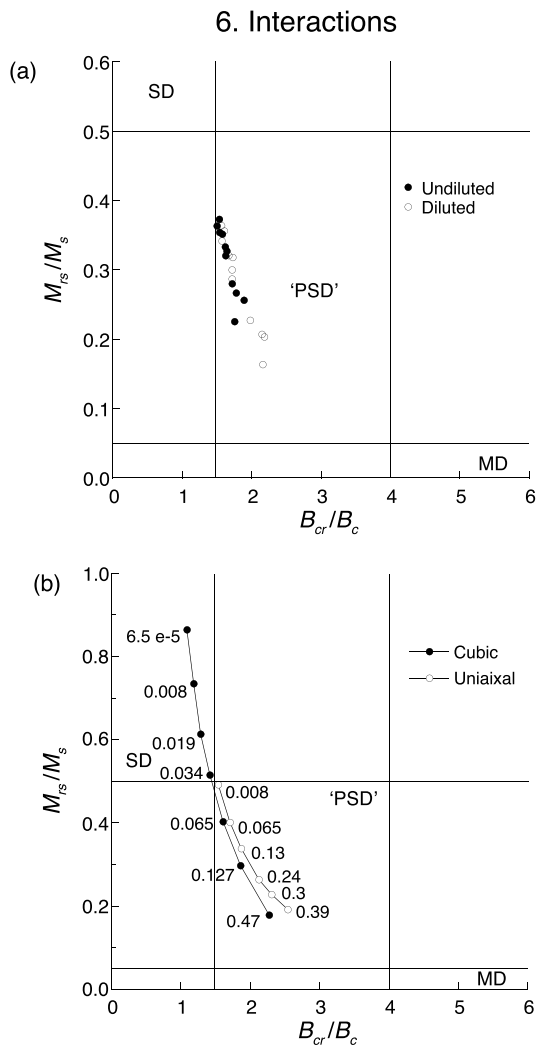 6. Interactions
(a)
0.6
SD
0.5
0.4
Undiluted
Diluted
0.3
‘PSD’
0.2
0.1
MD
0.0
0 1 2 3 4 5 6
Mrs/Ms
Bcr/Bc
(b)
1.0
6.5 e-5
Cubic
0.8
0.008
Uniaixal
0.019
0.6
SD
0.034
0.008
‘PSD’
0.4
0.065
0.065
0.13
0.127
0.24
0.3
0.2
0.47
0.39
MD
0.0
0 1 2 3 4 5 6
Mrs/Ms
Bcr/Bc